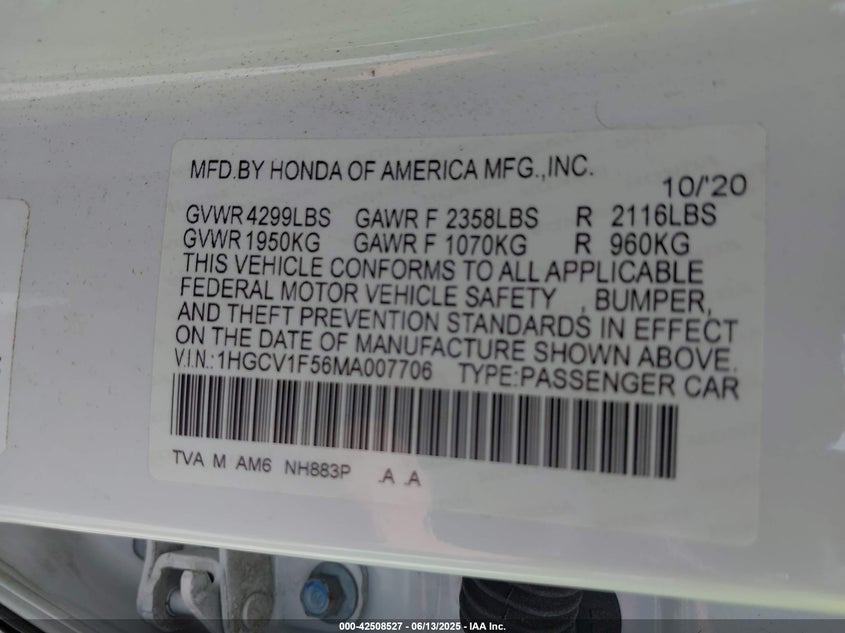 MFD.BY HONDA OF AMERICA MFG.,INC.
10/'20
GVWR 4299LBS GAWR F 2358LBS R 2116LBS
GVWR 1950KG GAWR F 1070KG R 960KG
THIS VEHICLE CONFORMS TO ALL APPLICABLE
FEDERAL MOTOR VEHICLE SAFETY , BUMPER,
AND THEFT PREVENTION STANDARDS IN EFFECT
ON THE DATE OF MANUFACTURE SHOWN ABOVE.
V.I.N.:1HGCV1F56MA007706 TYPE:PASSENGER CAR
TVA M AM6 NH883P .A .A
000-42508527 - 06/13/2025 - IAA Inc.